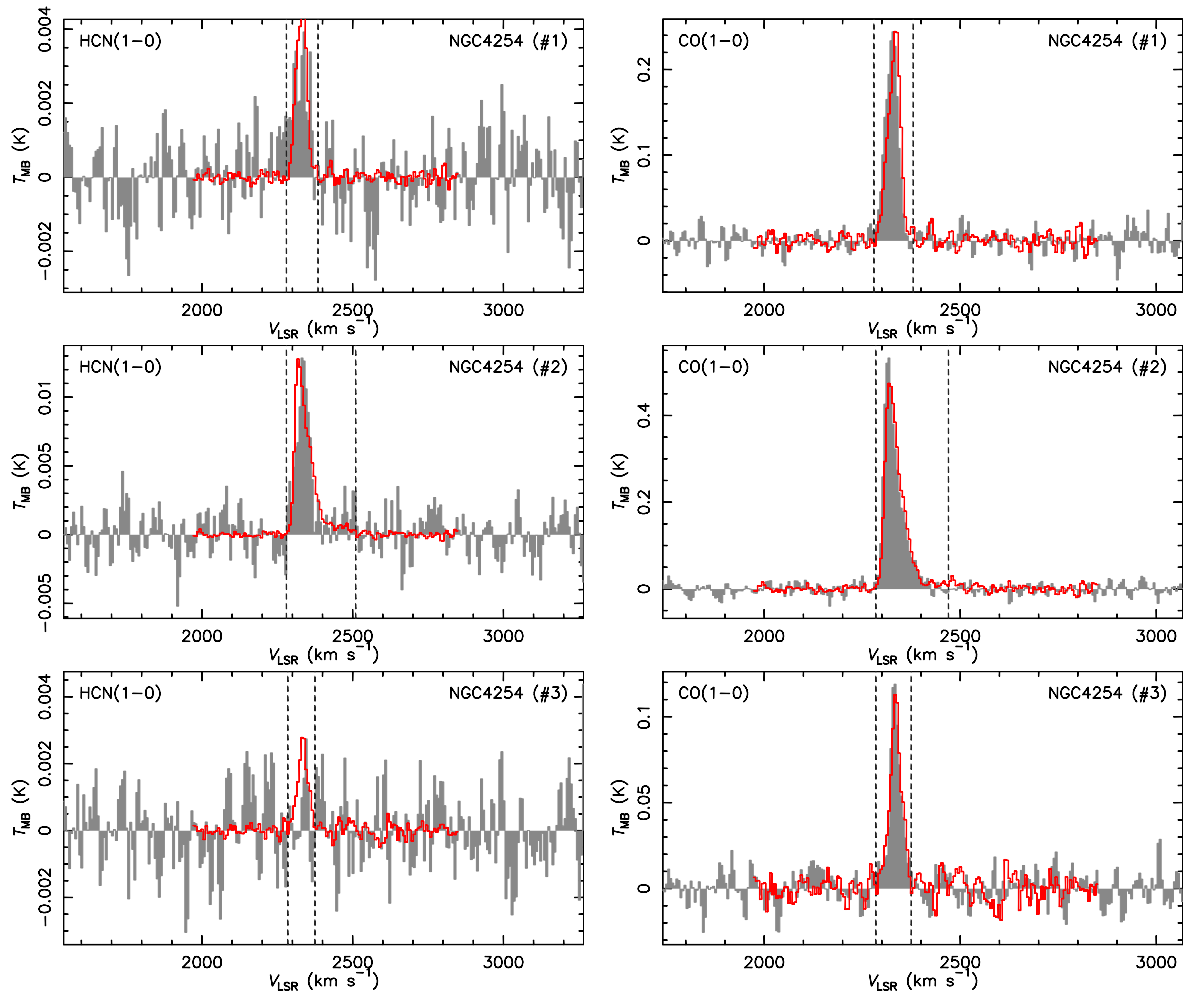 HCN(1−0) NGC4254 (#1)
0.004
0.002
0
−0.002
T_MB (K)
2000 2500 3000
V_LSR (km s⁻¹)
CO(1−0) NGC4254 (#1)
0.2
0.1
0
T_MB (K)
2000 2500 3000
V_LSR (km s⁻¹)
HCN(1−0) NGC4254 (#2)
0.01
0.005
0
−0.005
T_MB (K)
2000 2500 3000
V_LSR (km s⁻¹)
CO(1−0) NGC4254 (#2)
0.4
0.2
0
T_MB (K)
2000 2500 3000
V_LSR (km s⁻¹)
HCN(1−0) NGC4254 (#3)
0.004
0.002
0
−0.002
T_MB (K)
2000 2500 3000
V_LSR (km s⁻¹)
CO(1−0) NGC4254 (#3)
0.1
0.05
0
T_MB (K)
2000 2500 3000
V_LSR (km s⁻¹)